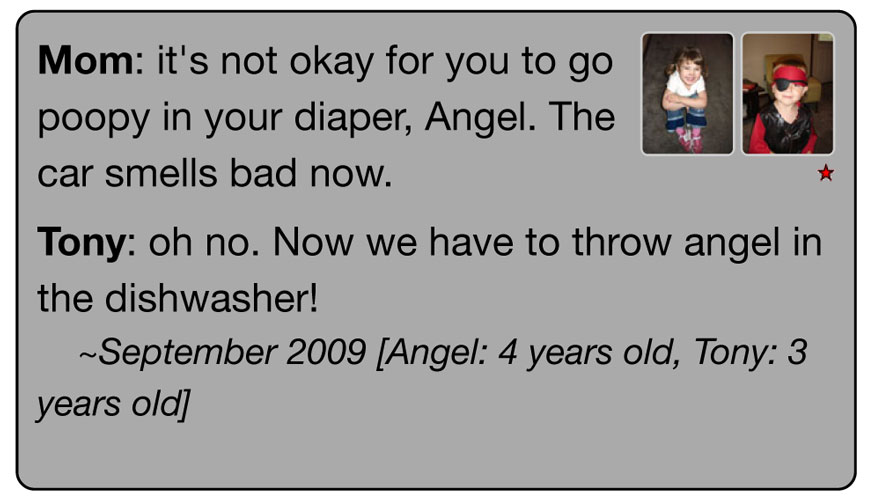 Mom: it's not okay for you to go
poopy in your diaper, Angel. The
car smells bad now.
Tony: oh no. Now we have to throw angel in
the dishwasher!
~September 2009 [Angel: 4 years old, Tony: 3
years old]